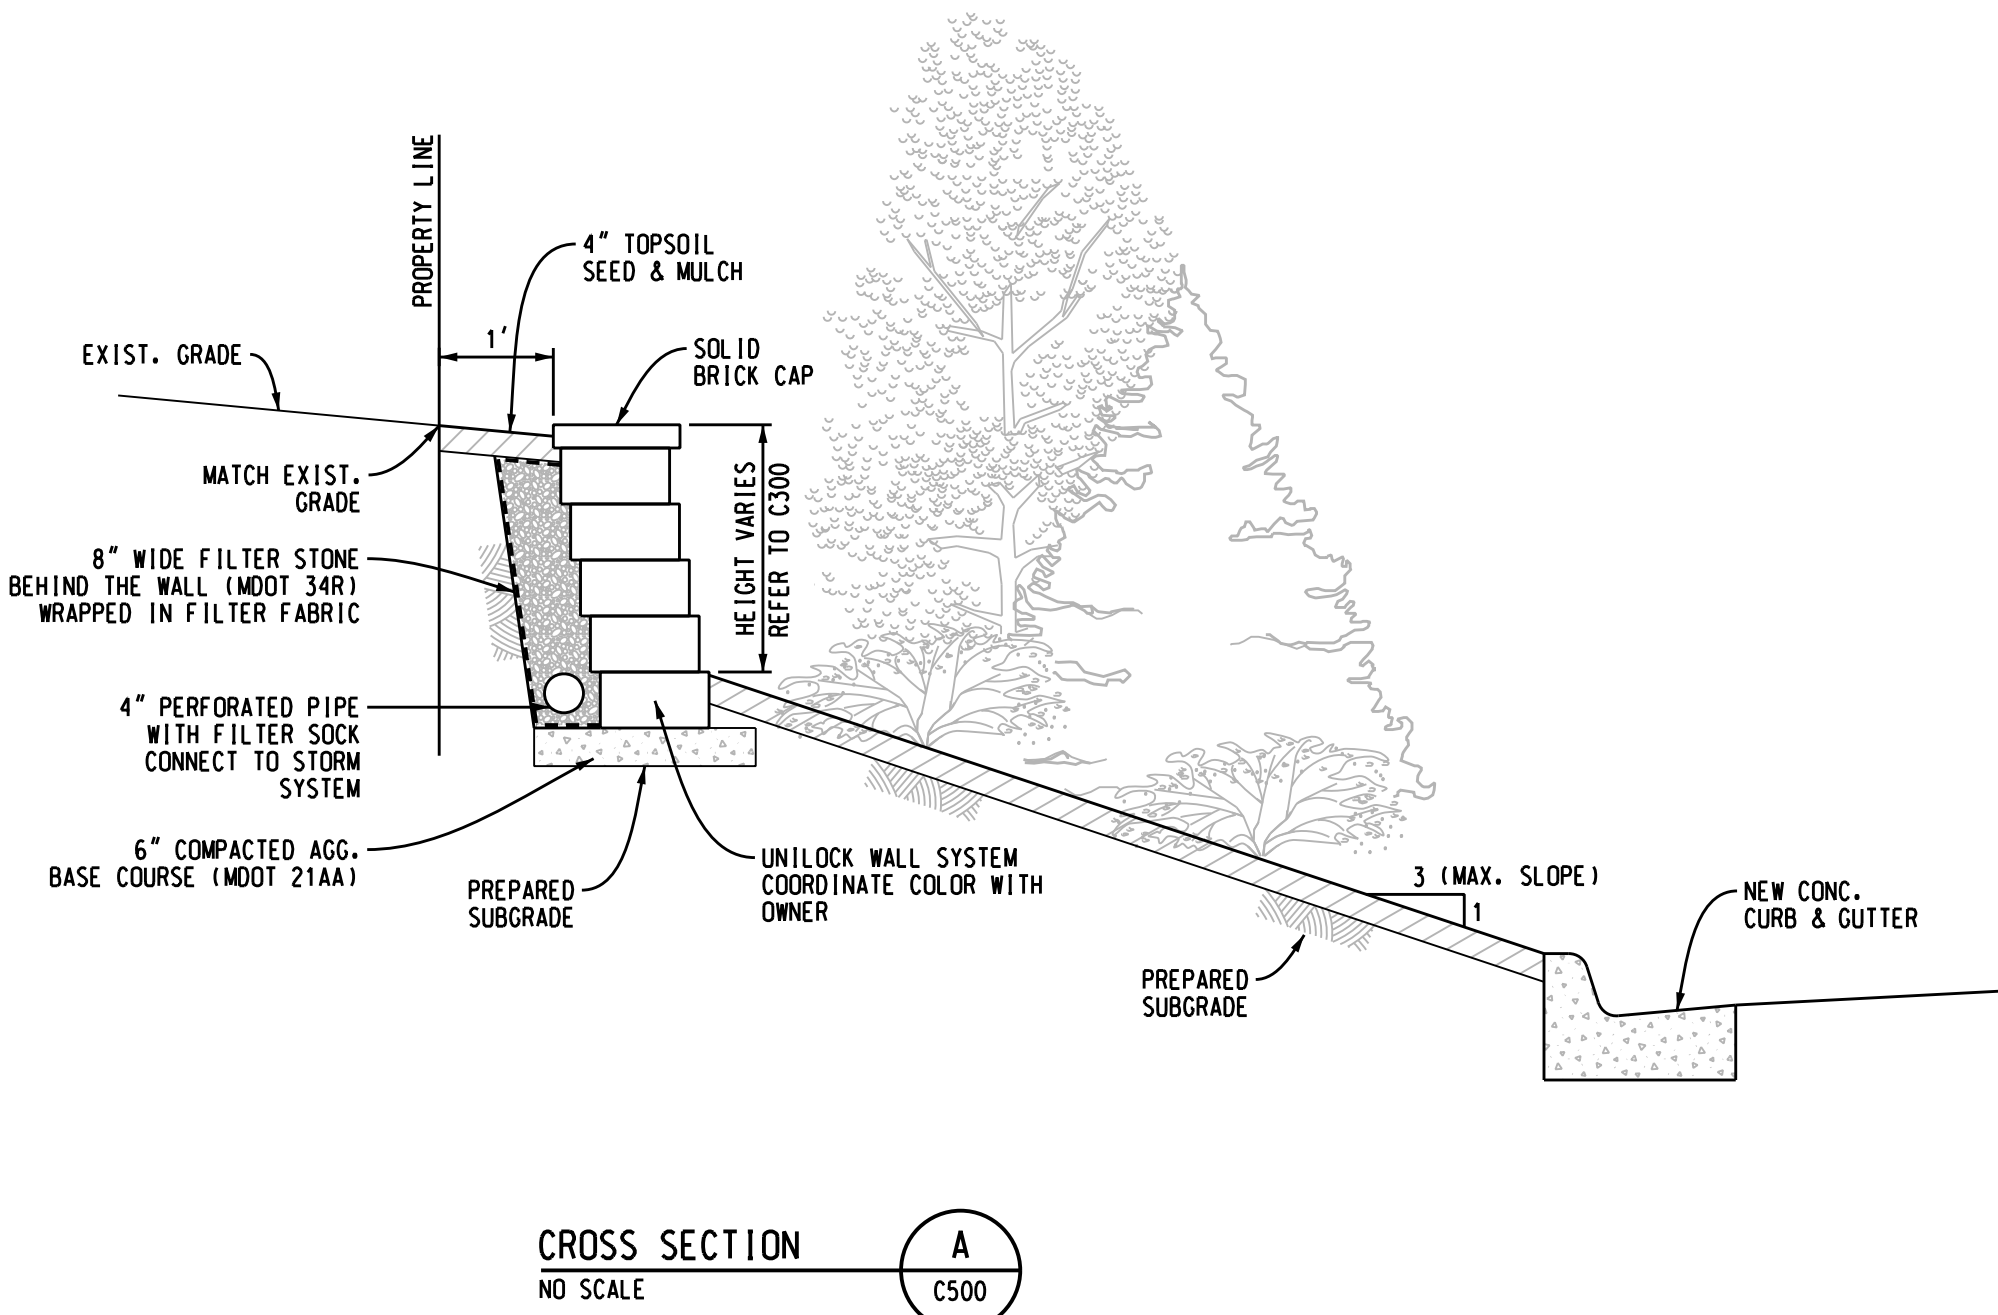 PROPERTY LINE
4" TOPSOIL
SEED & MULCH
1'
EXIST. GRADE
SOLID
BRICK CAP
MATCH EXIST.
GRADE
HEIGHT VARIES
REFER TO C300
8" WIDE FILTER STONE
BEHIND THE WALL (MDOT 34R)
WRAPPED IN FILTER FABRIC
4" PERFORATED PIPE
WITH FILTER SOCK
CONNECT TO STORM
SYSTEM
6" COMPACTED AGG.
BASE COURSE (MDOT 21AA)
PREPARED
SUBGRADE
UNILOCK WALL SYSTEM
COORDINATE COLOR WITH
OWNER
3 (MAX. SLOPE)
1
NEW CONC.
CURB & GUTTER
PREPARED
SUBGRADE
CROSS SECTION
NO SCALE
A
C500